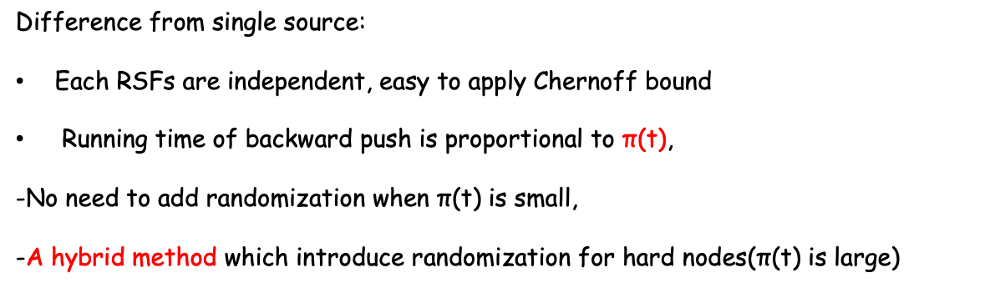 Difference from single source:
• Each RSFs are independent, easy to apply Chernoff bound
• Running time of backward push is proportional to π(t),
-No need to add randomization when π(t) is small,
-A hybrid method which introduce randomization for hard nodes(π(t) is large)